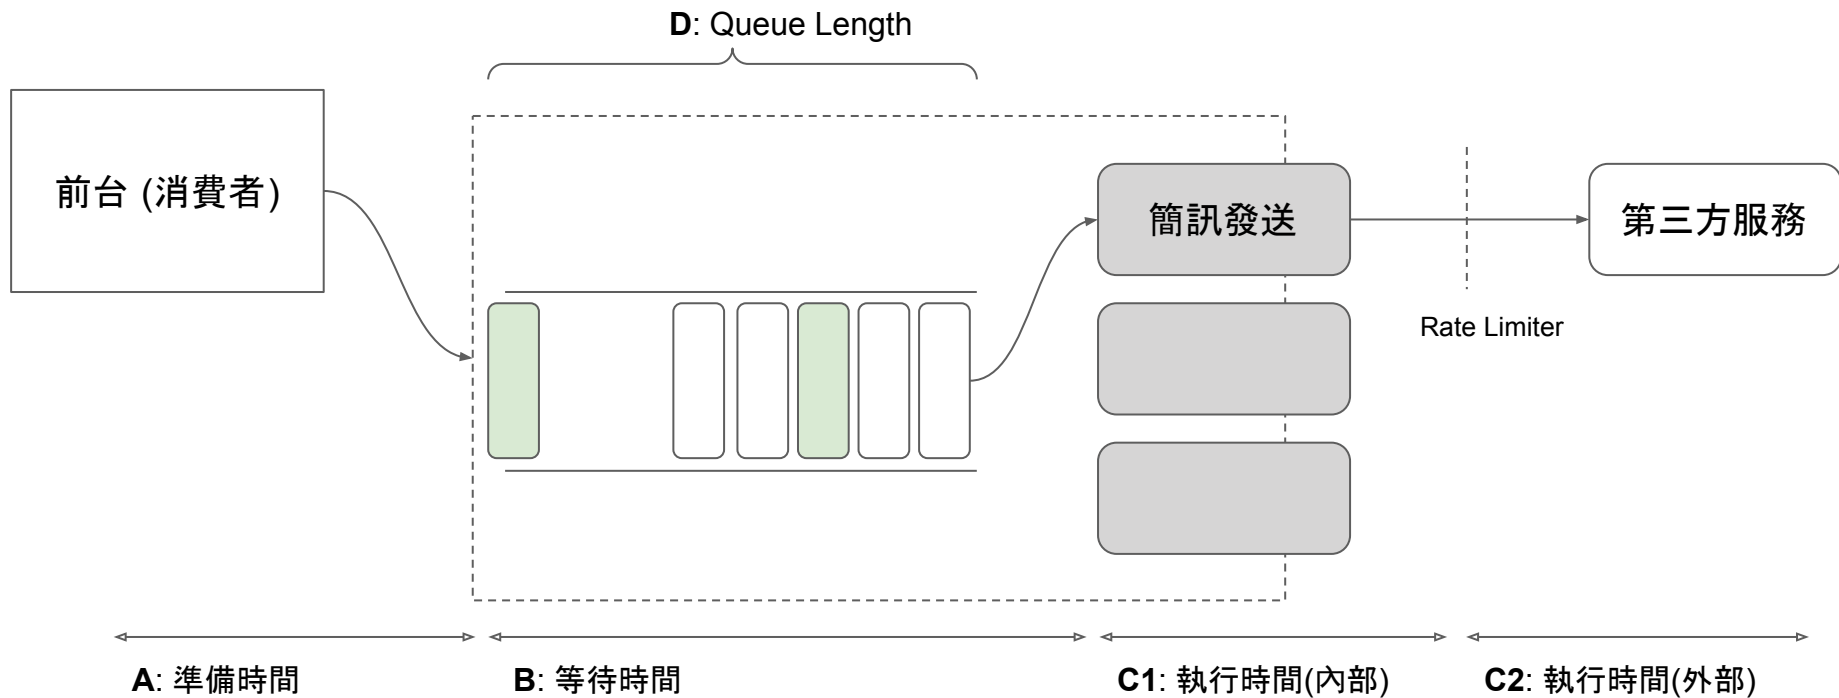 D: Queue Length
前台 (消費者)
簡訊發送
第三方服務
Rate Limiter
A: 準備時間
B: 等待時間
C1: 執行時間(內部)
C2: 執行時間(外部)